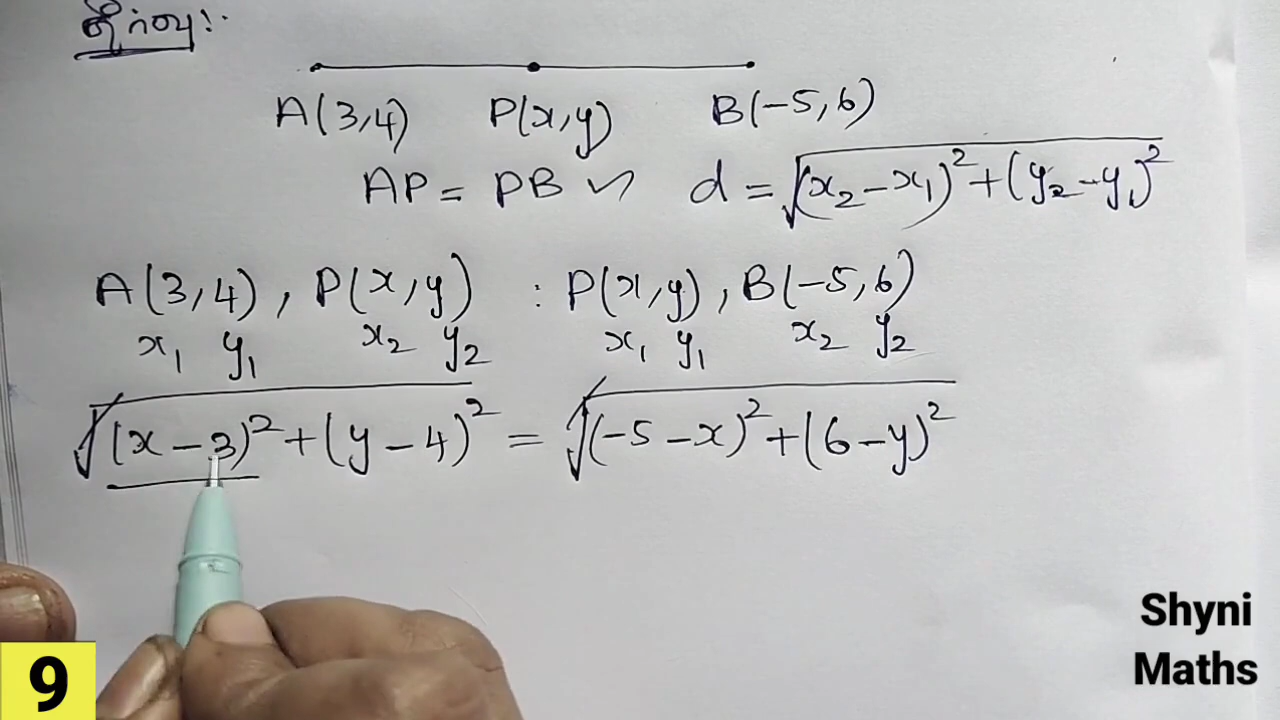 தீர்வு:
A(3,4) P(x,y) B(-5,6)
AP = PB d = √(x₂-x₁)²+(y₂-y₁)²
A(3,4), P(x,y) : P(x,y), B(-5,6)
x₁ y₁ x₂ y₂ x₁ y₁ x₂ y₂
√(x-3)²+(y-4)² = √(-5-x)²+(6-y)²
Shyni
Maths
9